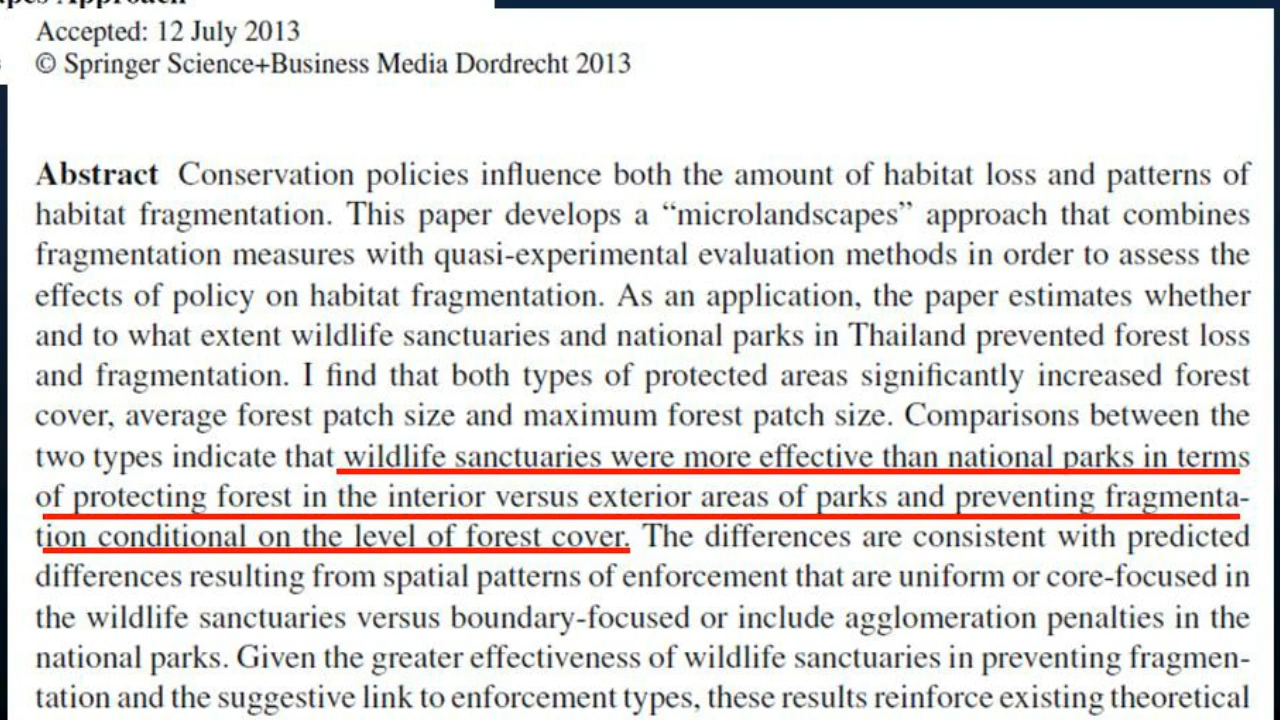 Approach
Accepted: 12 July 2013
© Springer Science+Business Media Dordrecht 2013
Abstract Conservation policies influence both the amount of habitat loss and patterns of
habitat fragmentation. This paper develops a “microlandscapes” approach that combines
fragmentation measures with quasi-experimental evaluation methods in order to assess the
effects of policy on habitat fragmentation. As an application, the paper estimates whether
and to what extent wildlife sanctuaries and national parks in Thailand prevented forest loss
and fragmentation. I find that both types of protected areas significantly increased forest
cover, average forest patch size and maximum forest patch size. Comparisons between the
two types indicate that wildlife sanctuaries were more effective than national parks in terms
of protecting forest in the interior versus exterior areas of parks and preventing fragmenta-
tion conditional on the level of forest cover. The differences are consistent with predicted
differences resulting from spatial patterns of enforcement that are uniform or core-focused in
the wildlife sanctuaries versus boundary-focused or include agglomeration penalties in the
national parks. Given the greater effectiveness of wildlife sanctuaries in preventing fragmen-
tation and the suggestive link to enforcement types, these results reinforce existing theoretical